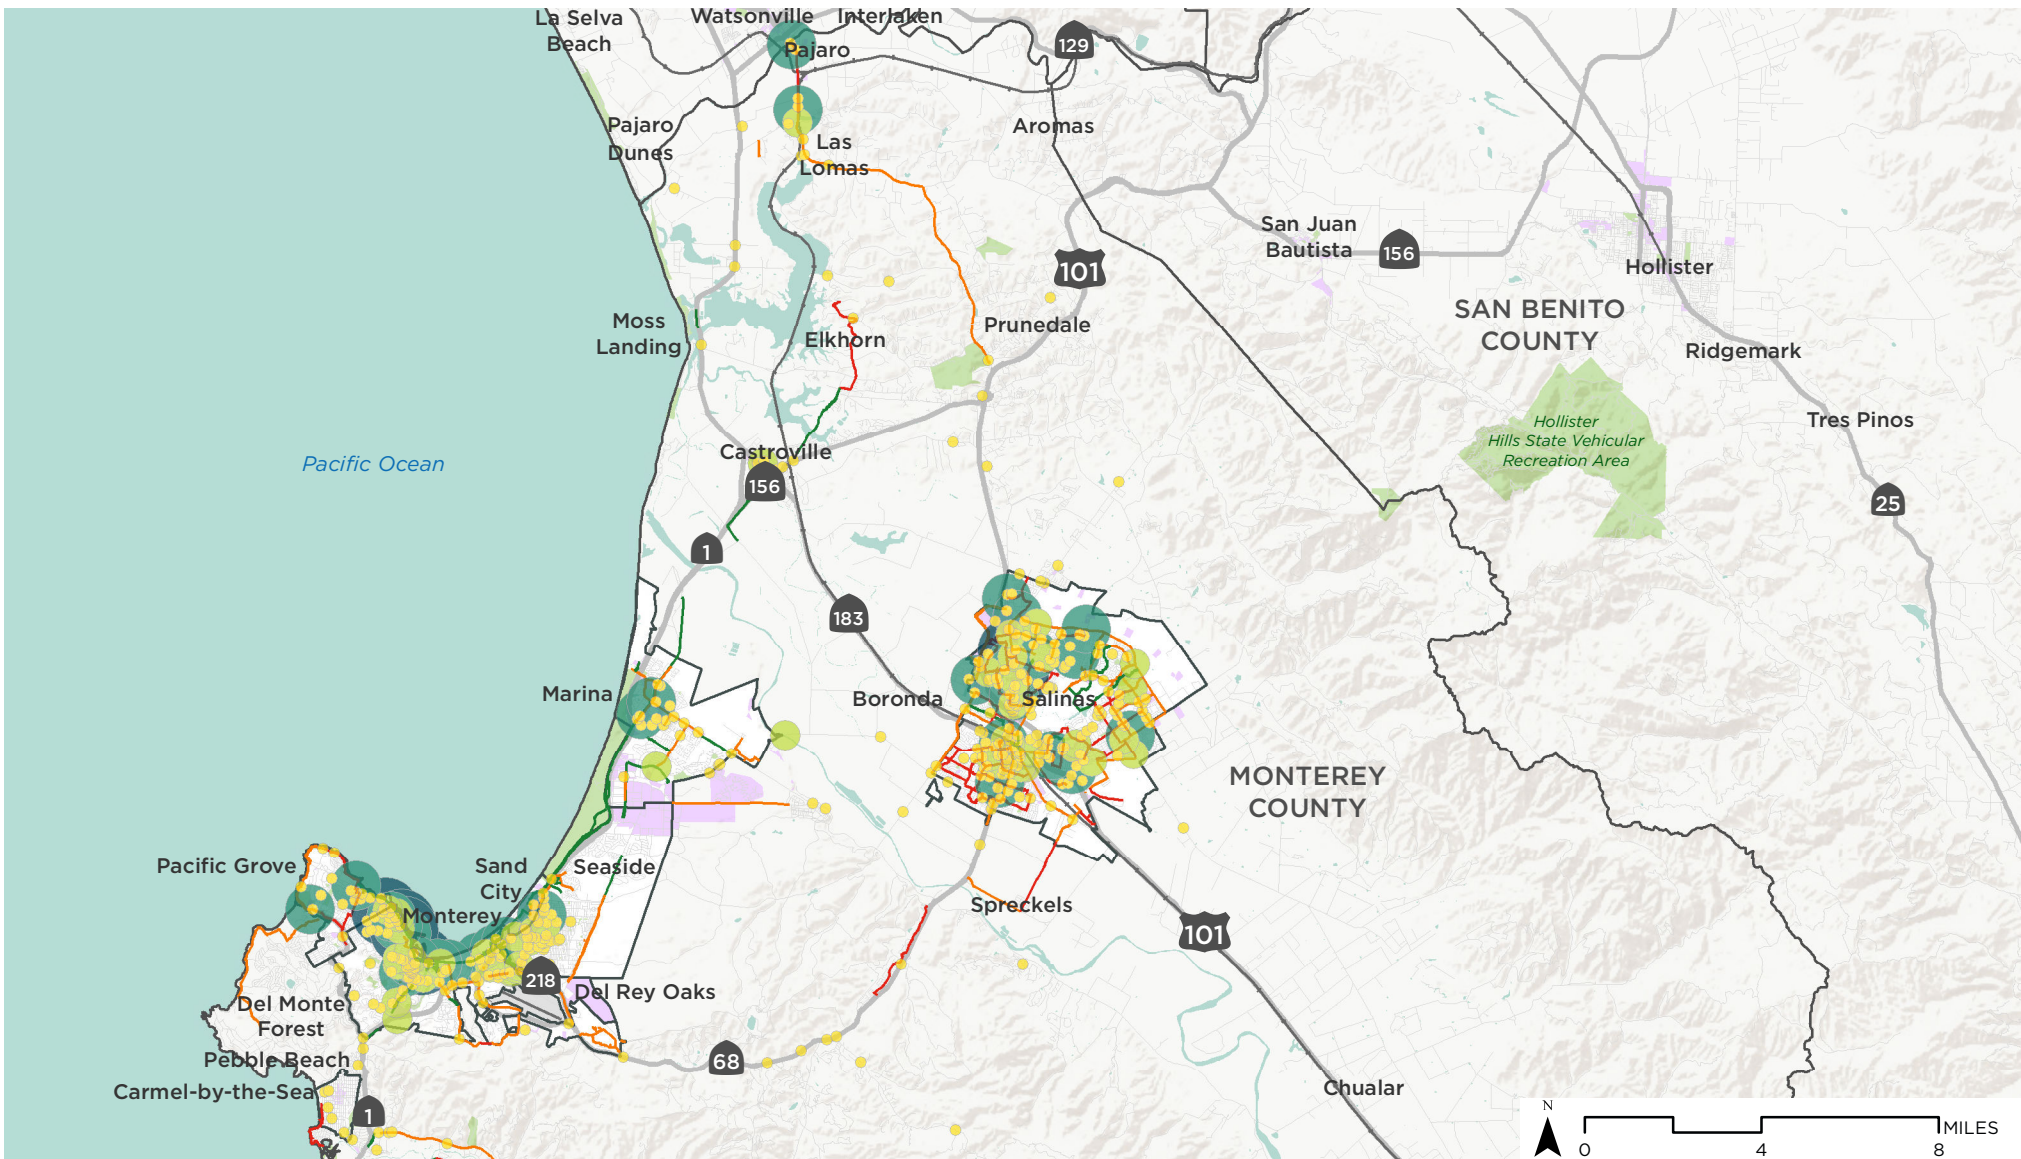 La Selva
Beach
Watsonville
Interlaken
Pajaro
129
Pajaro
Dunes
Las
Lomas
Aromas
San Juan
Bautista
156
101
Hollister
SAN BENITO
COUNTY
Moss
Landing
Elkhorn
Prunedale
Ridgemark
Hollister
Hills State Vehicular
Recreation Area
Tres Pinos
Pacific Ocean
Castroville
156
25
1
183
Marina
Boronda
Salinas
MONTEREY
COUNTY
Pacific Grove
Sand
City
Seaside
Monterey
Spreckels
101
218
Del Rey Oaks
Del Monte
Forest
Pebble Beach
68
Carmel-by-the-Sea
1
Chualar
N
0
4
8
MILES